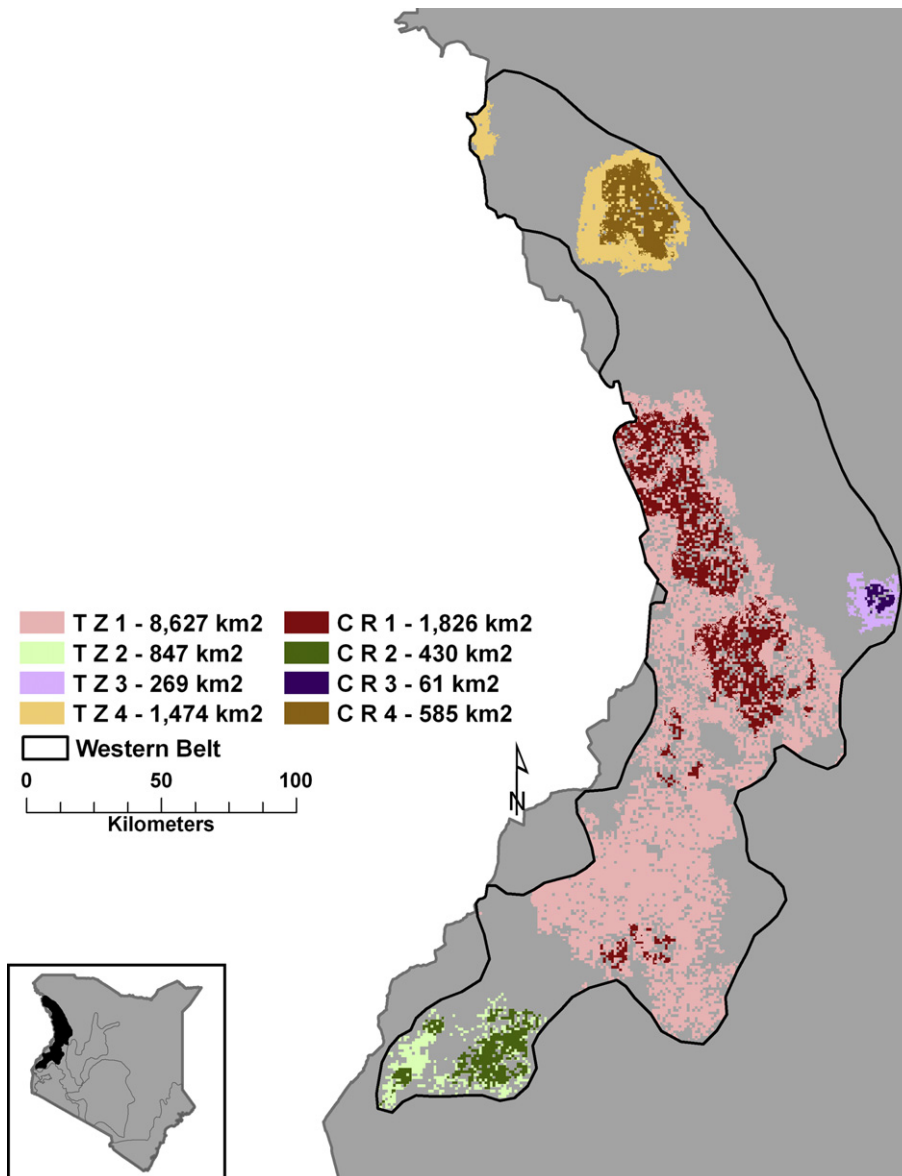 T Z 1 - 8,627 km2 C R 1 - 1,826 km2
T Z 2 - 847 km2 C R 2 - 430 km2
T Z 3 - 269 km2 C R 3 - 61 km2
T Z 4 - 1,474 km2 C R 4 - 585 km2
Western Belt
0 50 100
Kilometers
N